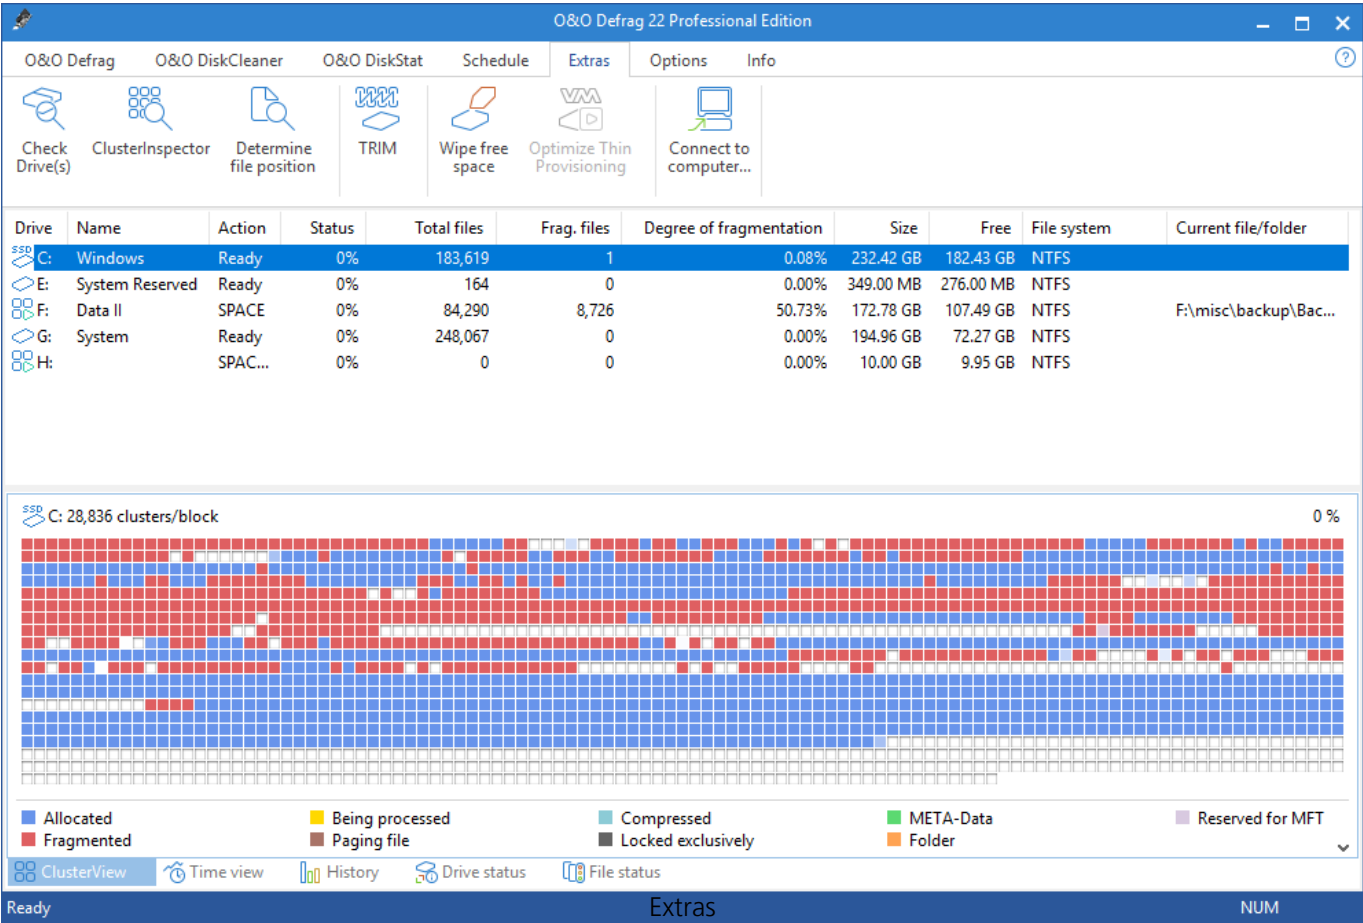 O&O Defrag 22 Professional Edition
O&O Defrag O&O DiskCleaner O&O DiskStat Schedule Extras Options Info ?
Check Drive(s)
ClusterInspector
Determine file position
TRIM
Wipe free space
VM
Optimize Thin Provisioning
Connect to computer...
Drive Name Action Status Total files Frag. files Degree of fragmentation Size Free File system Current file/folder
SSD C: Windows Ready 0% 183,619 1 0.08% 232.42 GB 182.43 GB NTFS
E: System Reserved Ready 0% 164 0 0.00% 349.00 MB 276.00 MB NTFS
F: Data II SPACE 0% 84,290 8,726 50.73% 172.78 GB 107.49 GB NTFS F:\misc\backup\Bac...
G: System Ready 0% 248,067 0 0.00% 194.96 GB 72.27 GB NTFS
H: SPAC... 0% 0 0 0.00% 10.00 GB 9.95 GB NTFS
SSD C: 28,836 clusters/block 0 %
Allocated Being processed Compressed META-Data Reserved for MFT
Fragmented Paging file Locked exclusively Folder
ClusterView Time view History Drive status File status
Ready Extras NUM